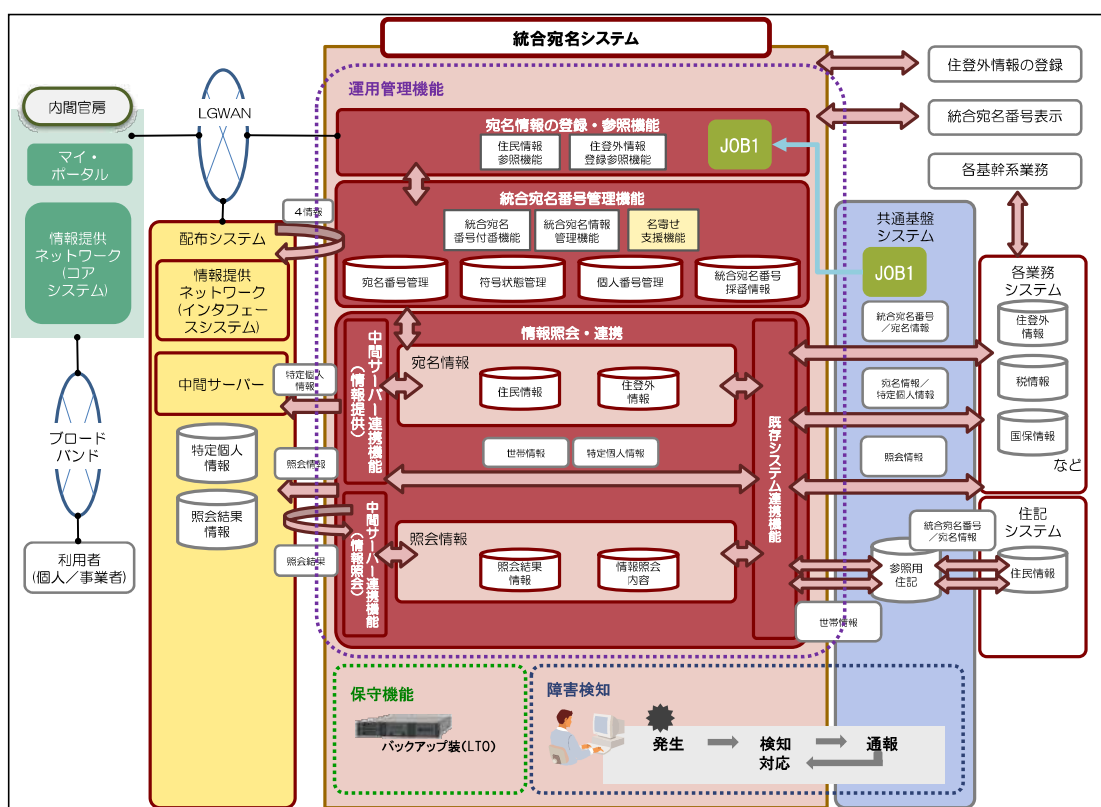 統合宛名システム
運用管理機能
住登外情報の登録
統合宛名番号表示
各基幹系業務
内閣官房
LGWAN
マイ・
ポータル
情報提供
ネットワーク
(コア
システム)
ブロード
バンド
利用者
(個人／事業者)
宛名情報の登録・参照機能
住民情報
参照機能
住登外情報
登録参照機能
JOB1
統合宛名番号管理機能
統合宛名
番号付番機能
統合宛名情報
管理機能
名寄せ
支援機能
宛名番号管理
符号状態管理
個人番号管理
統合宛名番号
採番情報
4情報
配布システム
情報提供
ネットワーク
(インタフェー
スシステム)
中間サーバー
特定個人
情報
照会結果
情報
特定個人
情報
照会情報
照会結果
情報照会・連携
中間サーバー連携機能
(情報提供)
宛名情報
住民情報
住登外
情報
世帯情報
特定個人情報
既存システム連携機能
中間サーバー連携機能
(情報照会)
照会情報
照会結果
情報
情報照会
内容
共通基盤
システム
JOB1
統合宛名番号
／宛名情報
宛名情報／
特定個人情報
照会情報
参照用
住記
世帯情報
各業務
システム
住登外
情報
税情報
国保情報
など
住記
システム
統合宛名番号
／宛名情報
住民情報
保守機能
バックアップ装(LTO)
障害検知
発生
検知
通報
対応